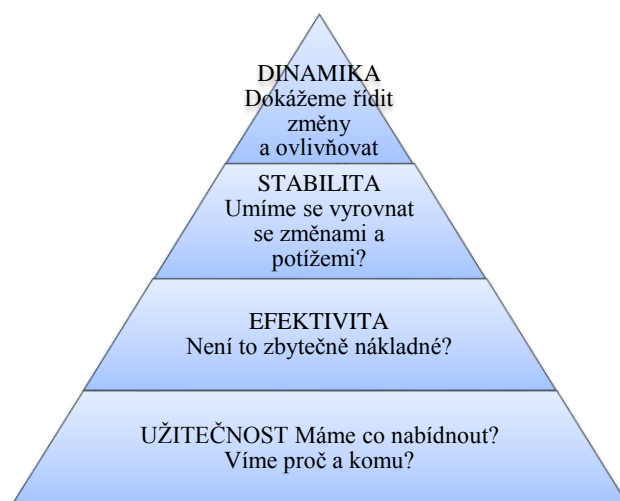 DINAMIKA
Dokážeme řídit
změny
a ovlivňovat
STABILITA
Umíme se vyrovnat
se změnami a
potížemi?
EFEKTIVITA
Není to zbytečně nákladné?
UŽITEČNOST Máme co nabídnout?
Víme proč a komu?